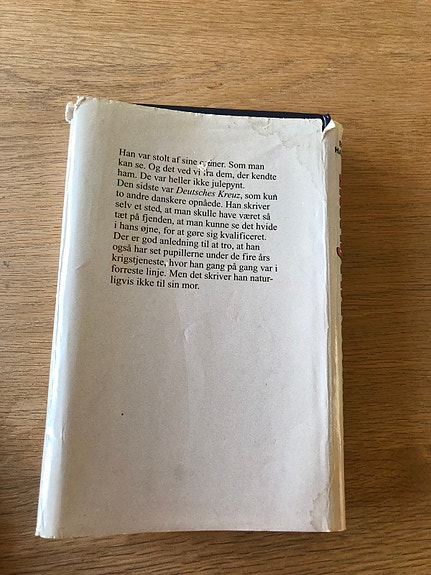 Han var stolt af sine Som man
kan se. Og det ved vi fra dem, der kendte
ham. De var heller ikke julepynt.
Den sidste var Deutsches Kreuz, som kun
to andre danskere opnåede. Han skriver
selv et sted, at man skulle have været så
tæt på fjenden, at man kunne se det hvide
i hans øjne, for at gøre sig kvalificeret.
Der er god anledning til at tro, at han
også har set pupillerne under de fire års
krigstjeneste, hvor han gang på gang var i
forreste linje. Men det skriver han natur-
ligvis ikke til sin mor.